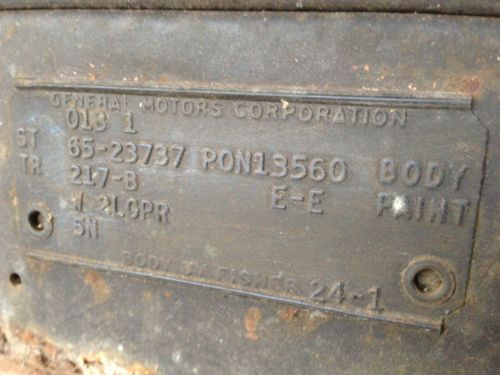 GENERAL MOTORS CORPORATION
01B 1
ST 65-23737 PON13560 BODY
TR 217-B E-E PAINT
W 2LGPR
5N
BODY BY FISHER 24-1